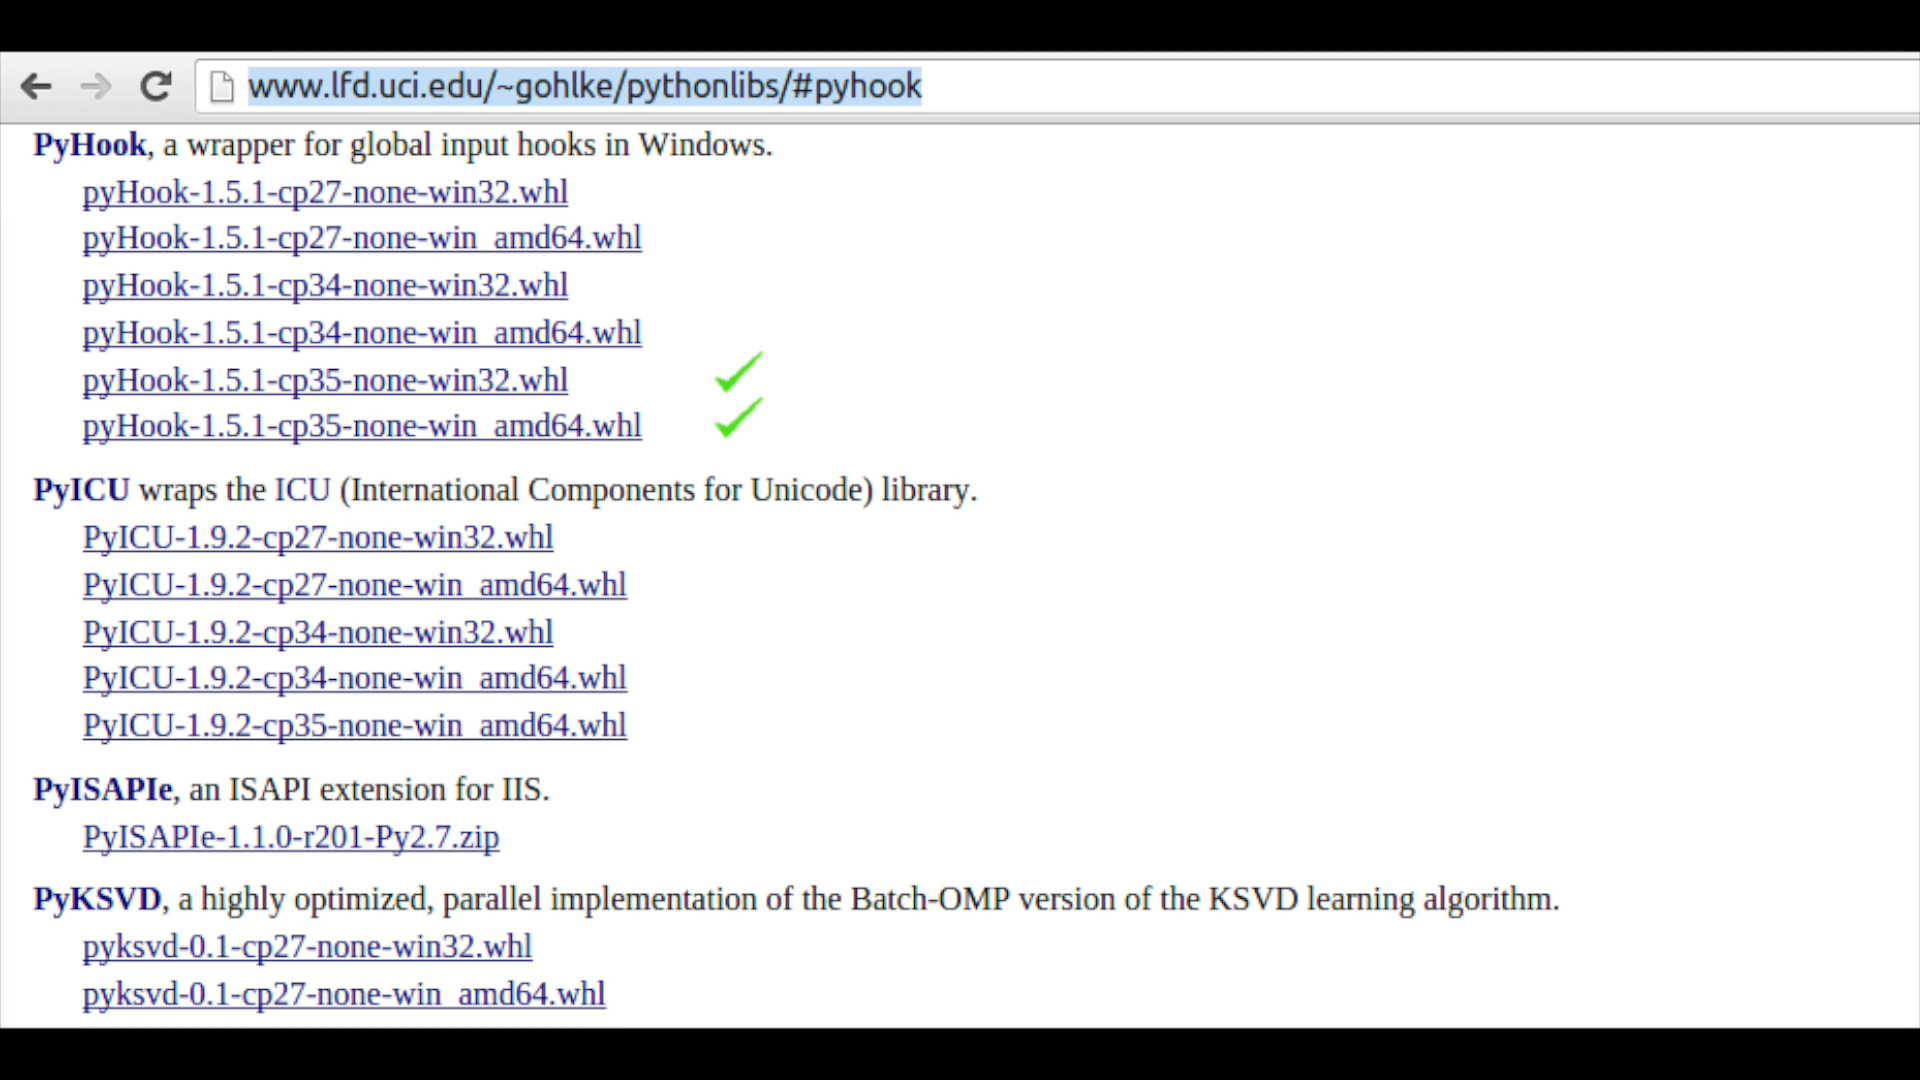 www.lfd.uci.edu/~gohlke/pythonlibs/#pyhook
PyHook, a wrapper for global input hooks in Windows.
pyHook-1.5.1-cp27-none-win32.whl
pyHook-1.5.1-cp27-none-win_amd64.whl
pyHook-1.5.1-cp34-none-win32.whl
pyHook-1.5.1-cp34-none-win_amd64.whl
pyHook-1.5.1-cp35-none-win32.whl
pyHook-1.5.1-cp35-none-win_amd64.whl
PyICU wraps the ICU (International Components for Unicode) library.
PyICU-1.9.2-cp27-none-win32.whl
PyICU-1.9.2-cp27-none-win_amd64.whl
PyICU-1.9.2-cp34-none-win32.whl
PyICU-1.9.2-cp34-none-win_amd64.whl
PyICU-1.9.2-cp35-none-win_amd64.whl
PyISAPIe, an ISAPI extension for IIS.
PyISAPIe-1.1.0-r201-Py2.7.zip
PyKSVD, a highly optimized, parallel implementation of the Batch-OMP version of the KSVD learning algorithm.
pyksvd-0.1-cp27-none-win32.whl
pyksvd-0.1-cp27-none-win_amd64.whl